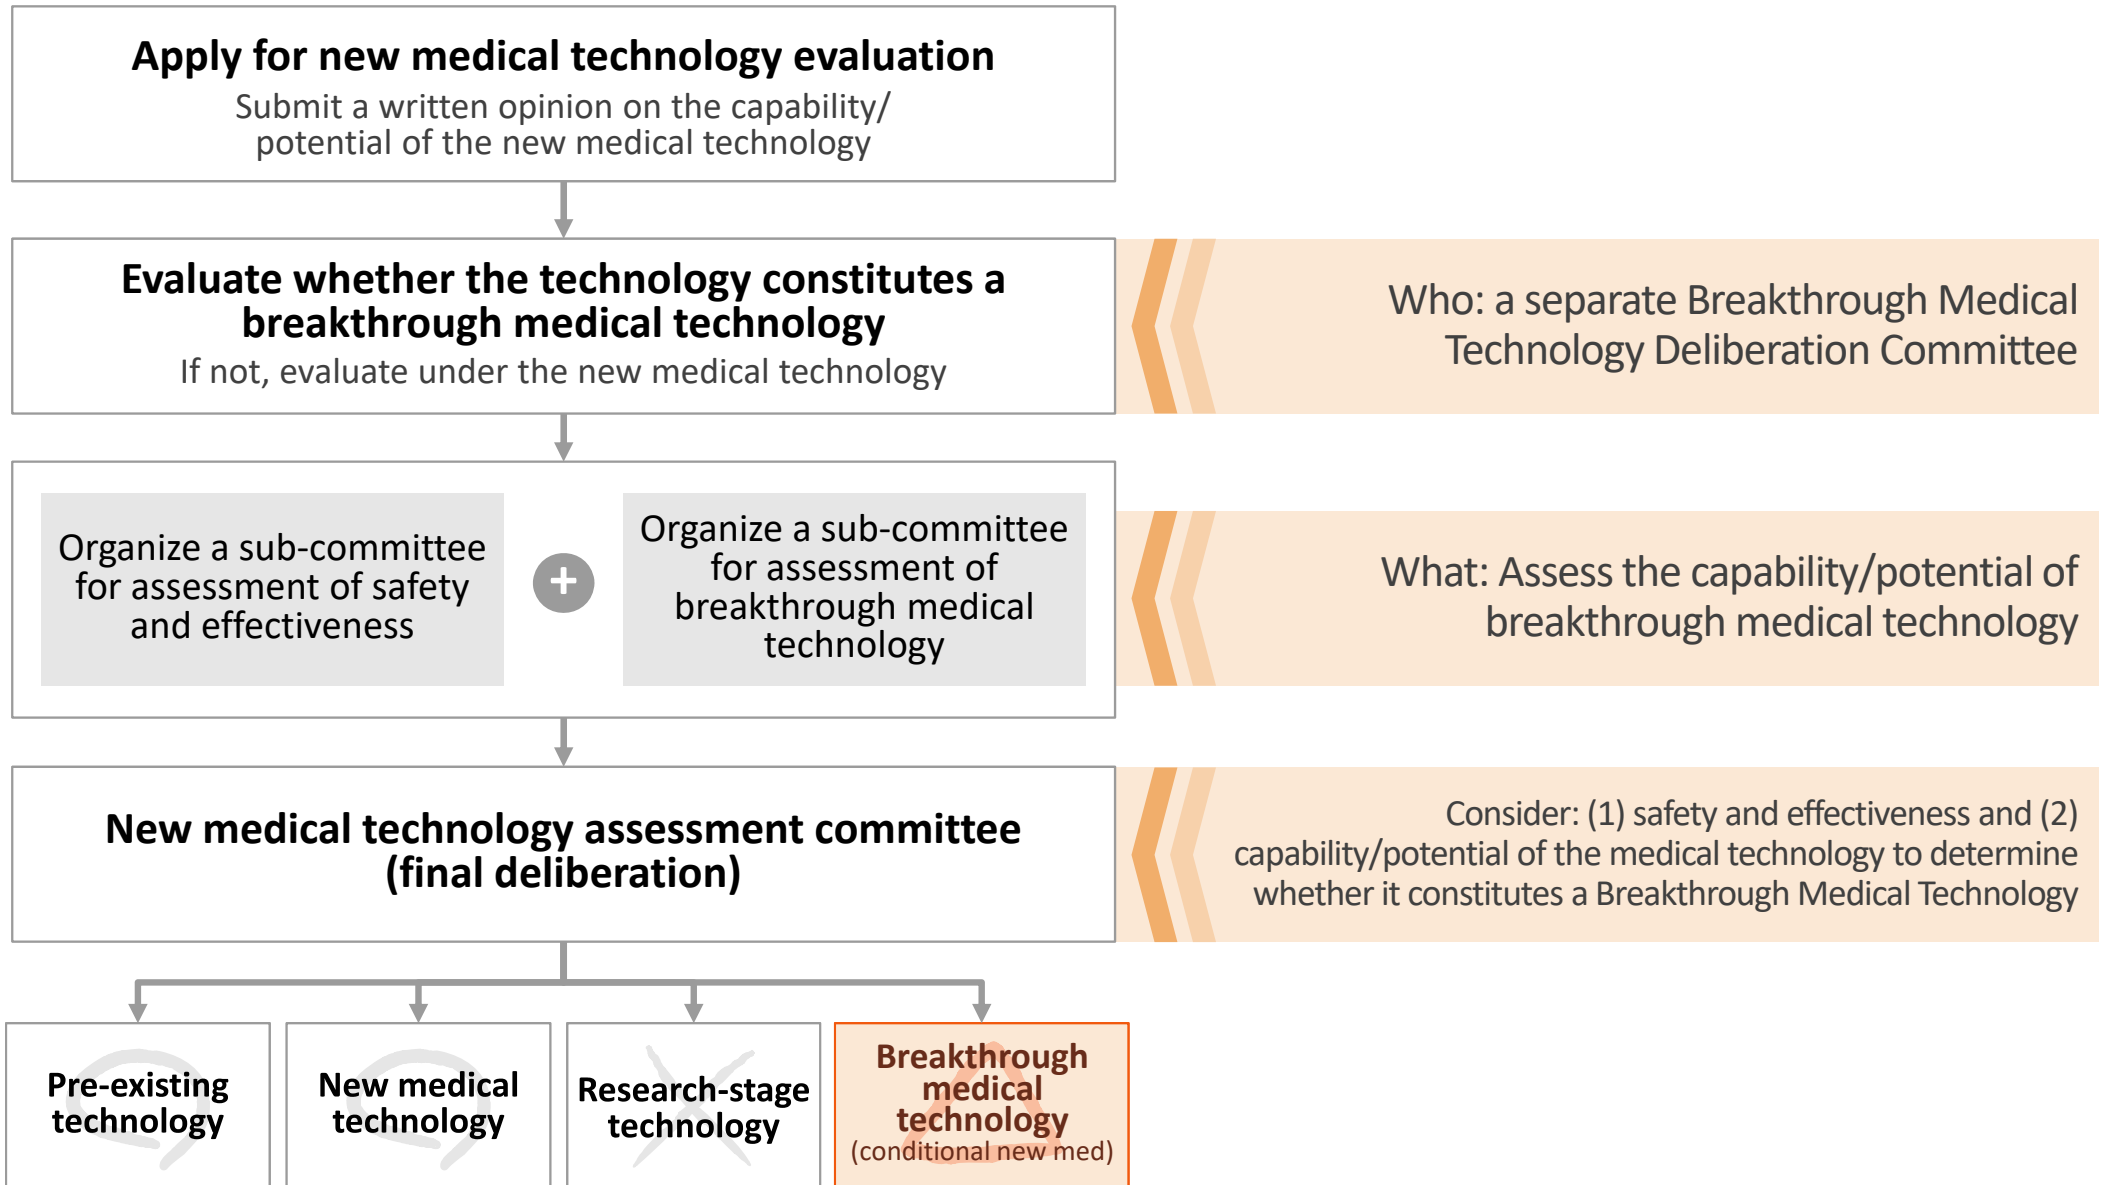 Apply for new medical technology evaluation
Submit a written opinion on the capability/
potential of the new medical technology
Evaluate whether the technology constitutes a
breakthrough medical technology
If not, evaluate under the new medical technology
Who: a separate Breakthrough Medical
Technology Deliberation Committee
Organize a sub-committee
for assessment of safety
and effectiveness
+
Organize a sub-committee
for assessment of
breakthrough medical
technology
What: Assess the capability/potential of
breakthrough medical technology
New medical technology assessment committee
(final deliberation)
Consider: (1) safety and effectiveness and (2)
capability/potential of the medical technology to determine
whether it constitutes a Breakthrough Medical Technology
Pre-existing
technology
New medical
technology
Research-stage
technology
Breakthrough
medical
technology
(conditional new med)